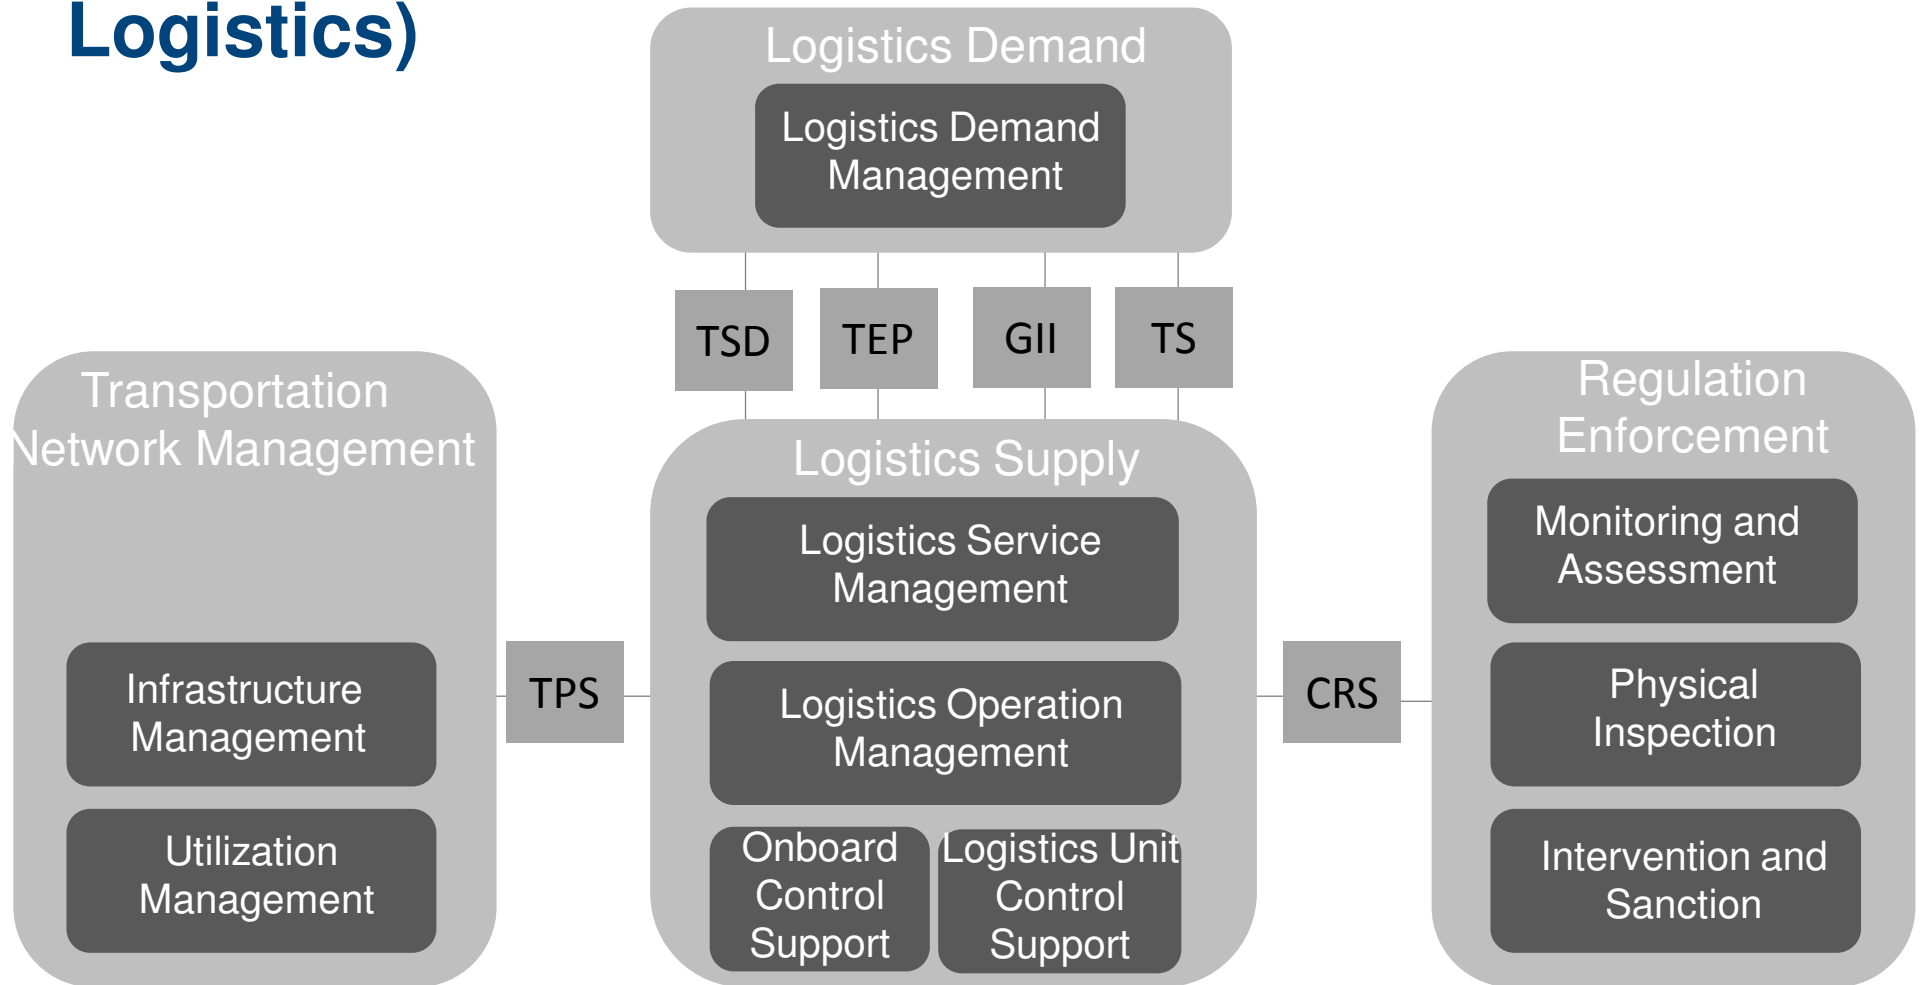 Logistics)
Logistics Demand
Logistics Demand
Management
TSD
TEP
GII
TS
Transportation
Network Management
Infrastructure
Management
Utilization
Management
TPS
Logistics Supply
Logistics Service
Management
Logistics Operation
Management
Onboard
Control
Support
Logistics Unit
Control
Support
CRS
Regulation
Enforcement
Monitoring and
Assessment
Physical
Inspection
Intervention and
Sanction